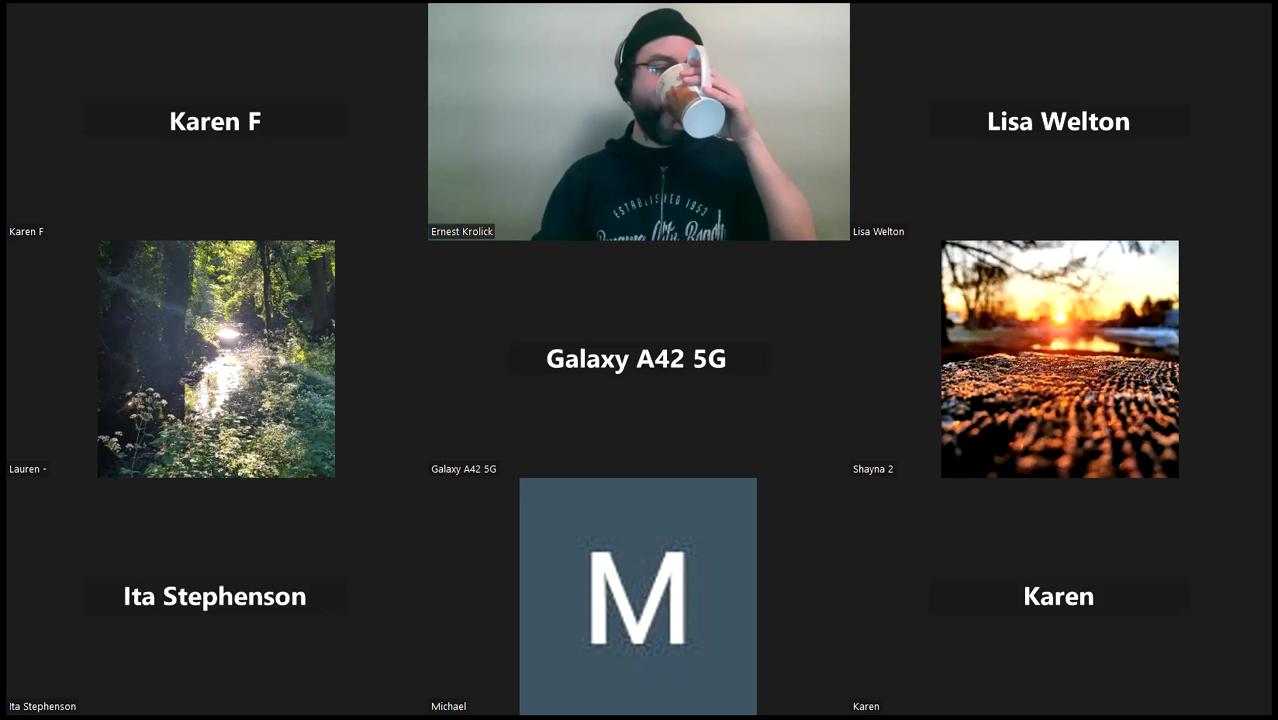 Karen F
Karen F
Ernest Krolick
ESTABLISHED 1953
Lisa Welton
Lisa Welton
Lauren -
Galaxy A42 5G
Galaxy A42 5G
Shayna 2
Ita Stephenson
Ita Stephenson
M
Michael
Karen
Karen